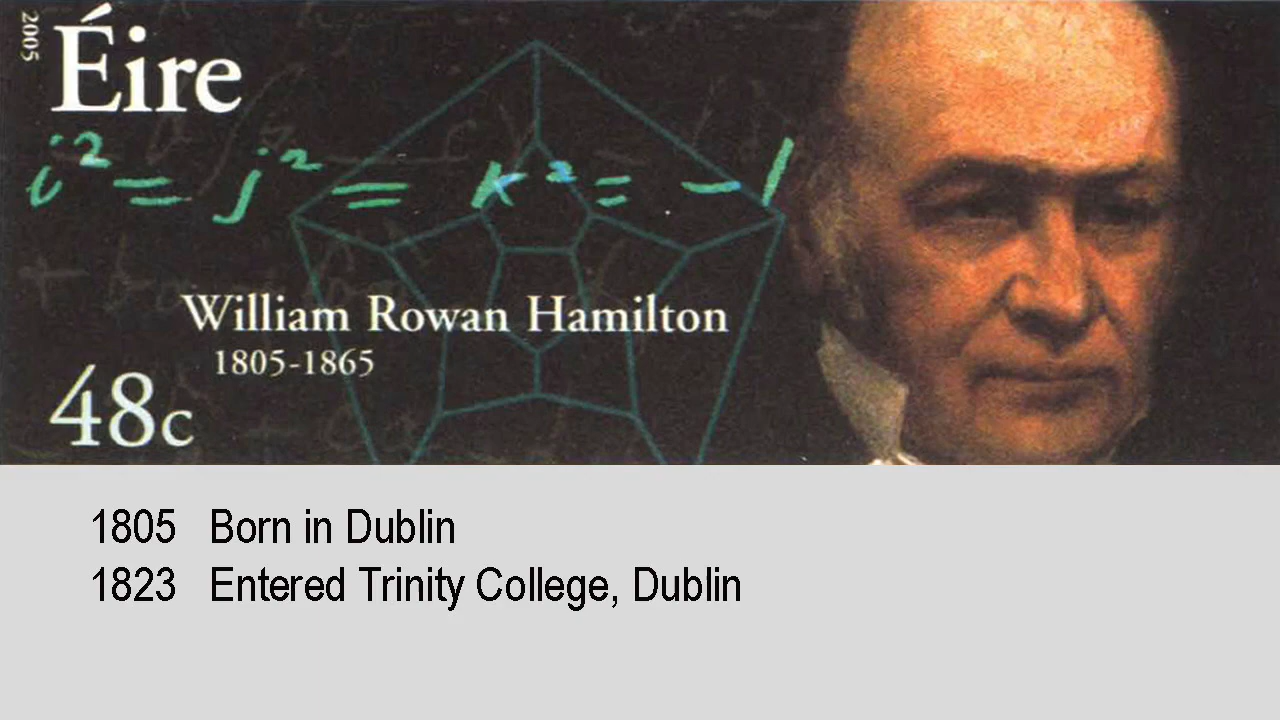 2005
Éire
i² = j² = k² = -1
William Rowan Hamilton
1805-1865
48c
1805 Born in Dublin
1823 Entered Trinity College, Dublin